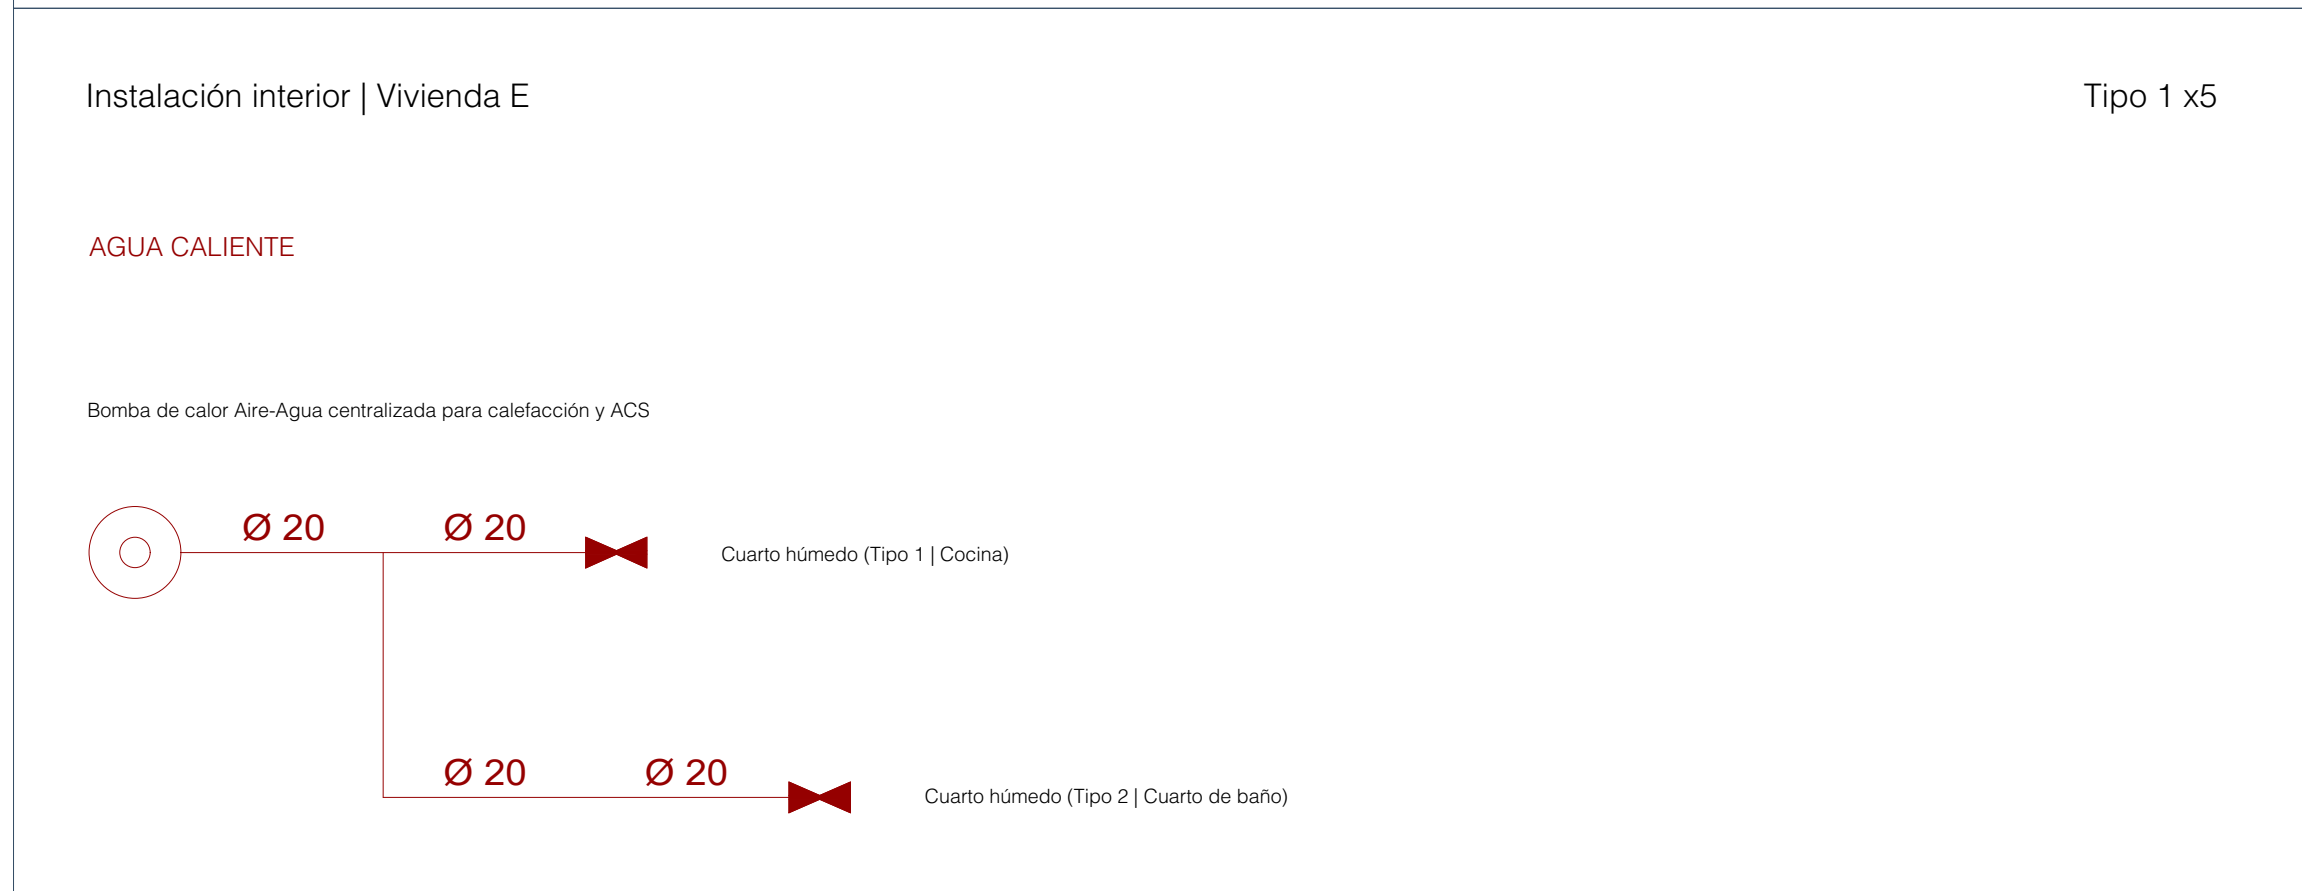 Instalación interior | Vivienda E
Tipo 1 x5
AGUA CALIENTE
Bomba de calor Aire-Agua centralizada para calefacción y ACS
Ø 20
Ø 20
Cuarto húmedo (Tipo 1 | Cocina)
Ø 20
Ø 20
Cuarto húmedo (Tipo 2 | Cuarto de baño)